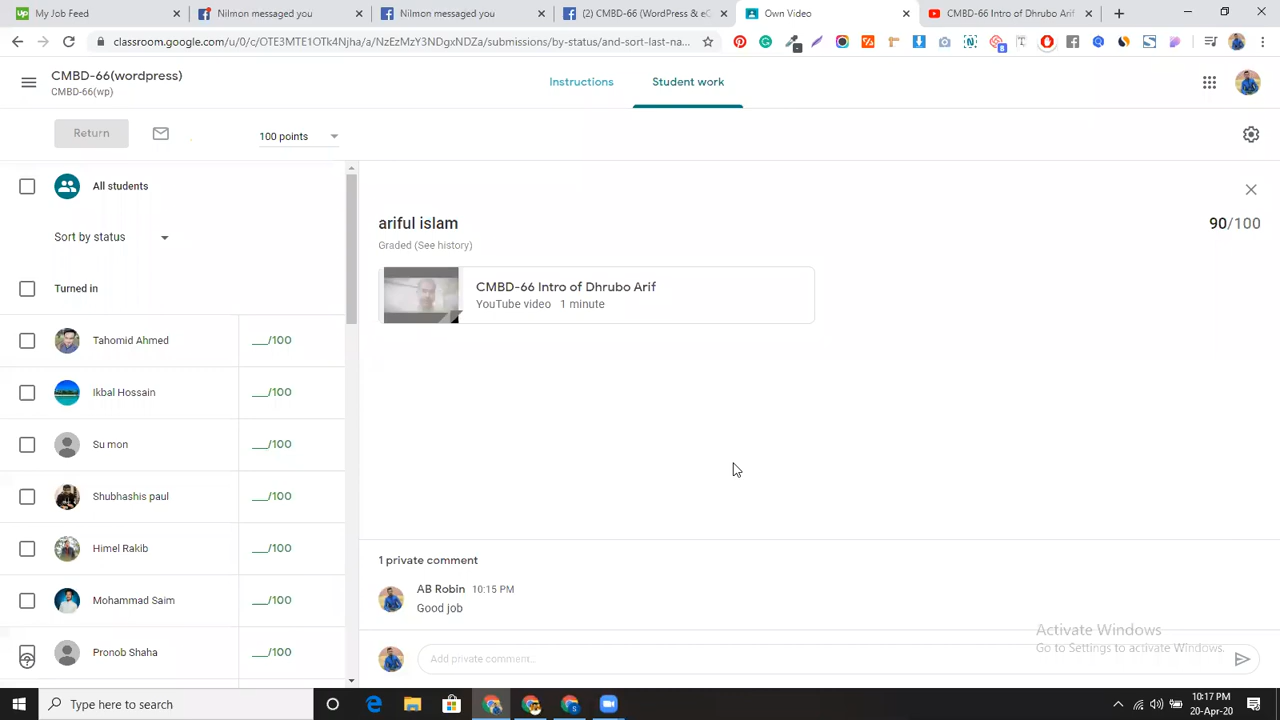 My Job Feed
Nilmon messaged you
Nilmon messaged you
(2) CMBD-66 (WordPress & eC
Own Video
CMBD-66 Intro of Dhrubo Arif
classroom.google.com/u/0/c/OTE3MTE1OTk4Njha/a/NzEzMzY3NDgxNDZa/submissions/by-status/and-sort-last-na...
8
CMBD-66(wordpress)
CMBD-66(wp)
Instructions
Student work
Return
100 points
All students
Sort by status
Turned in
Tahomid Ahmed
__/100
Ikbal Hossain
__/100
Su mon
__/100
Shubhashis paul
__/100
Himel Rakib
__/100
Mohammad Saim
__/100
Pronob Shaha
__/100
ariful islam
90/100
Graded (See history)
CMBD-66 Intro of Dhrubo Arif
YouTube video 1 minute
1 private comment
AB Robin 10:15 PM
Good job
Add private comment...
Activate Windows
Go to Settings to activate Windows.
Type here to search
10:17 PM
20-Apr-20